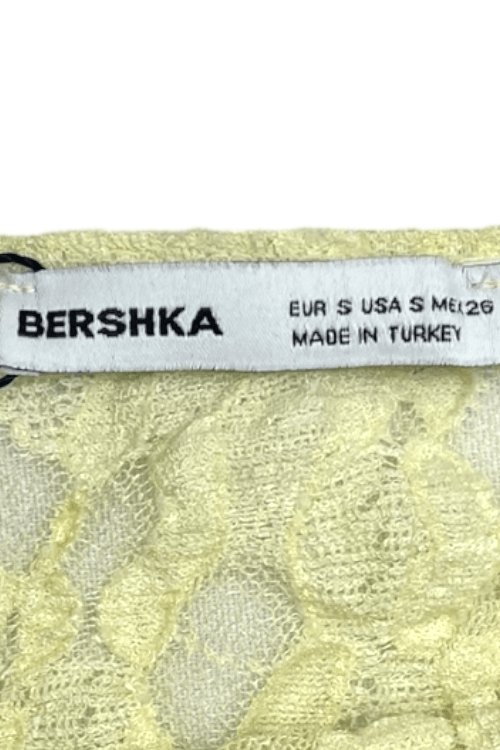 BERSHKA
EUR S USA S MEX 26
MADE IN TURKEY